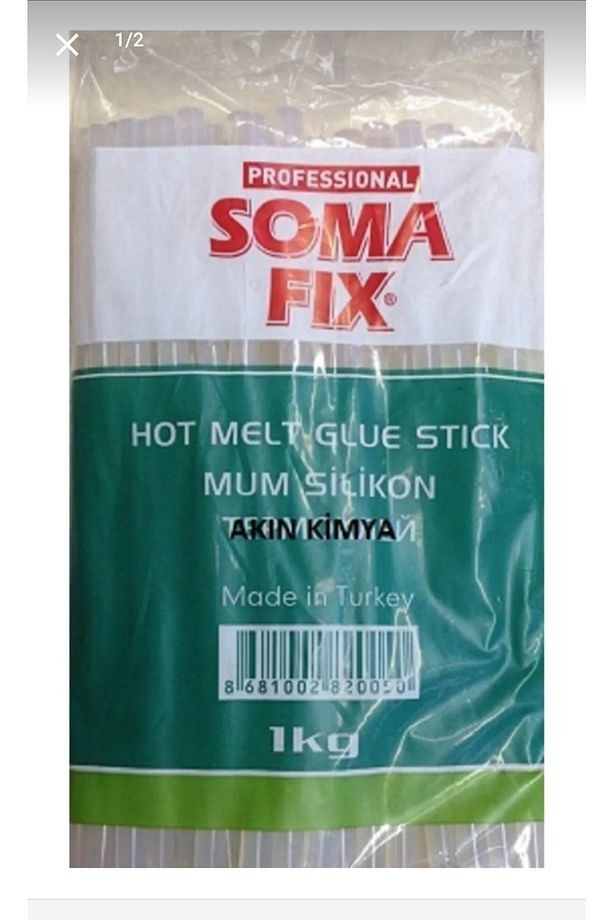 1/2
PROFESSIONAL
SOMA
FIX®
HOT MELT GLUE STICK
MUM SİLİKON
AKIN KİMYA
Made in Turkey
8 681002 820050
1kg